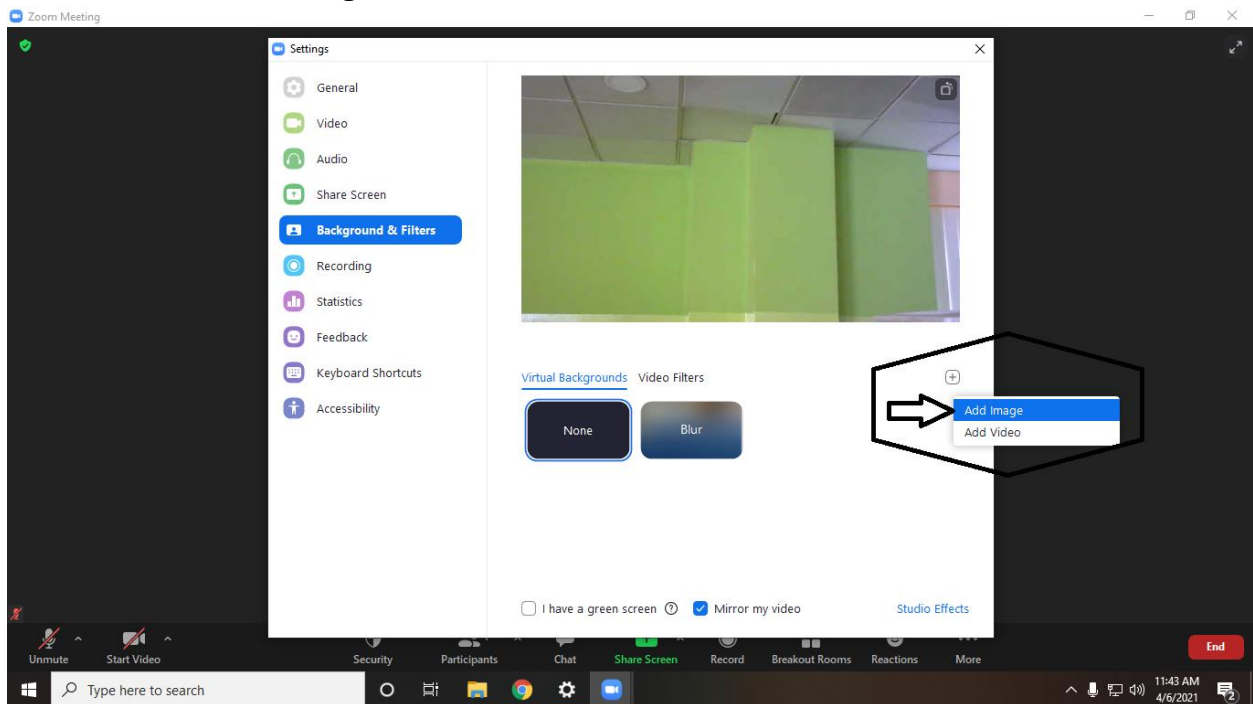 Zoom Meeting
Settings
General
Video
Audio
Share Screen
Background & Filters
Recording
Statistics
Feedback
Keyboard Shortcuts
Accessibility
Virtual Backgrounds Video Filters
None
Blur
Add Image
Add Video
I have a green screen Mirror my video Studio Effects
Unmute Start Video Security Participants Chat Share Screen Record Breakout Rooms Reactions More End
Type here to search
11:43 AM
4/6/2021
2